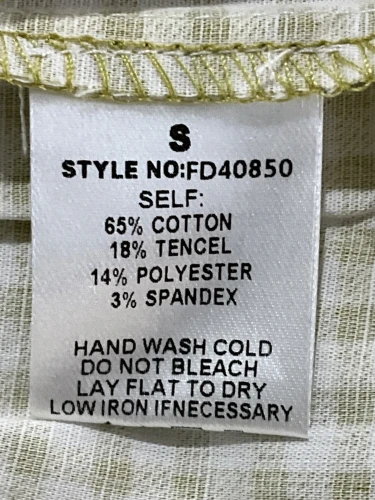 S
STYLE NO:FD40850
SELF:
65% COTTON
18% TENCEL
14% POLYESTER
3% SPANDEX
HAND WASH COLD
DO NOT BLEACH
LAY FLAT TO DRY
LOW IRON IFNECESSARY